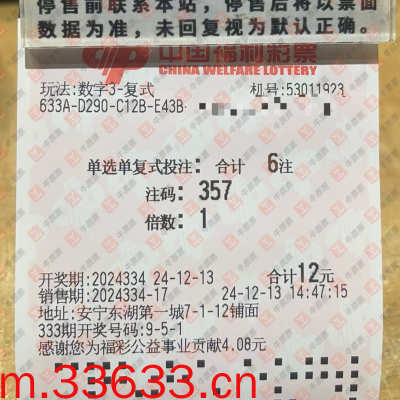 停售前联系本站，停售后将以票面
数据为准，未回复视为默认正确。
中国福利彩票
CHINA WELFARE LOTTERY
玩法:数字3-复式 机号:53011923
633A-D290-C12B-E43B-
单选单复式投注: 合计 6注
注码: 357
倍数: 1
开奖期:2024334 24-12-13 合计12元
销售期:2024334-17 24-12-13 14:47:15
地址:安宁东湖第一城7-1-12铺面
333期开奖号码:9-5-1
感谢您为福彩公益事业贡献4.08元
m.33633.cn